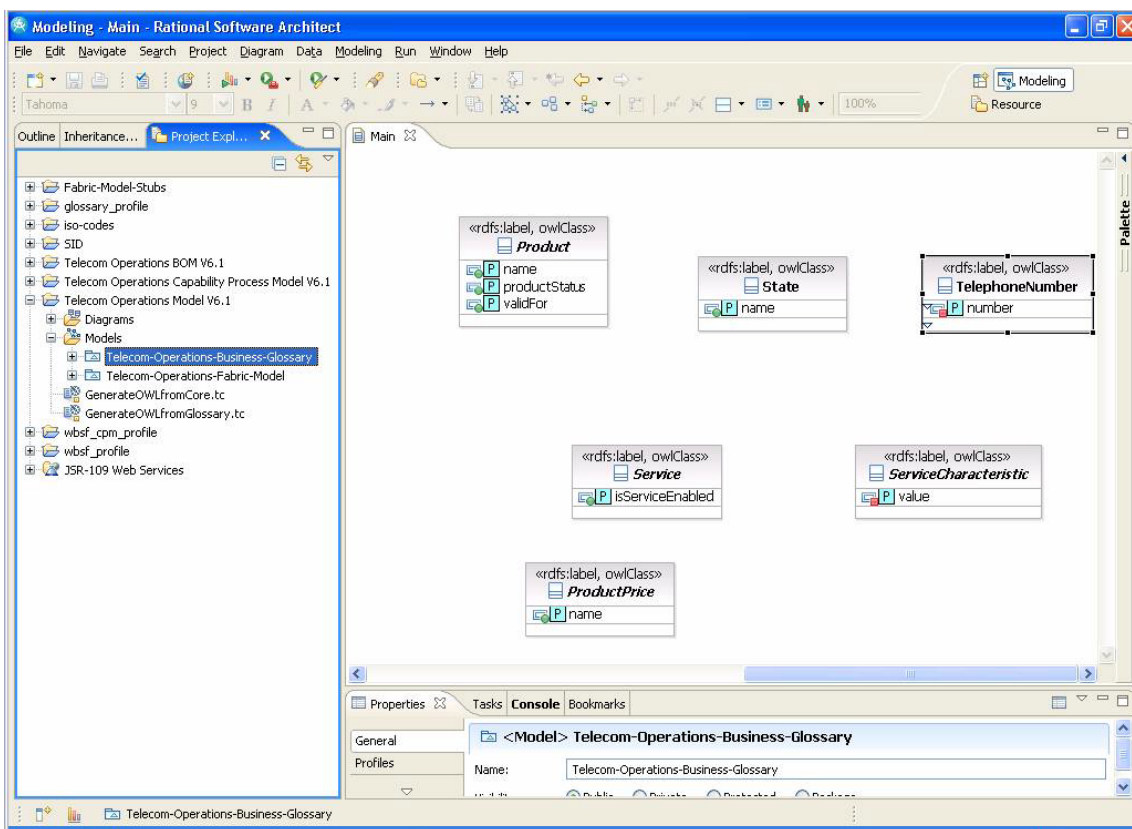 Modeling - Main - Rational Software Architect
File Edit Navigate Search Project Diagram Data Modeling Run Window Help
Modeling
Tahoma 9 B I A 100% Resource
Outline Inheritance... Project Expl... Main
Palette
Fabric-Model-Stubs
glossary_profile
iso-codes
SID
Telecom Operations BOM V6.1
Telecom Operations Capability Process Model V6.1
Telecom Operations Model V6.1
Diagrams
Models
Telecom-Operations-Business-Glossary
Telecom-Operations-Fabric-Model
GenerateOWLfromCore.tc
GenerateOWLfromGlossary.tc
wbsf_cpm_profile
wbsf_profile
JSR-109 Web Services
«rdfs:label, owlClass»
Product
P name
P productStatus
P validFor
«rdfs:label, owlClass»
State
P name
«rdfs:label, owlClass»
TelephoneNumber
P number
«rdfs:label, owlClass»
Service
P isServiceEnabled
«rdfs:label, owlClass»
ServiceCharacteristic
P value
«rdfs:label, owlClass»
ProductPrice
P name
Properties Tasks Console Bookmarks
General
Profiles
<Model> Telecom-Operations-Business-Glossary
Name: Telecom-Operations-Business-Glossary
Public Private Protected Package
Telecom-Operations-Business-Glossary